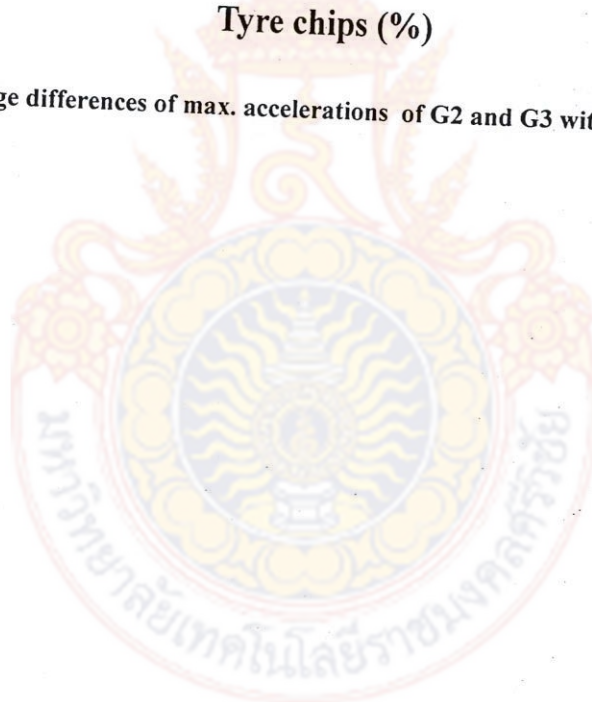 Tyre chips (%)
ge differences of max. accelerations of G2 and G3 wit
มหาวิทยาลัยเทคโนโลยีราชมงคลศรีวิชัย